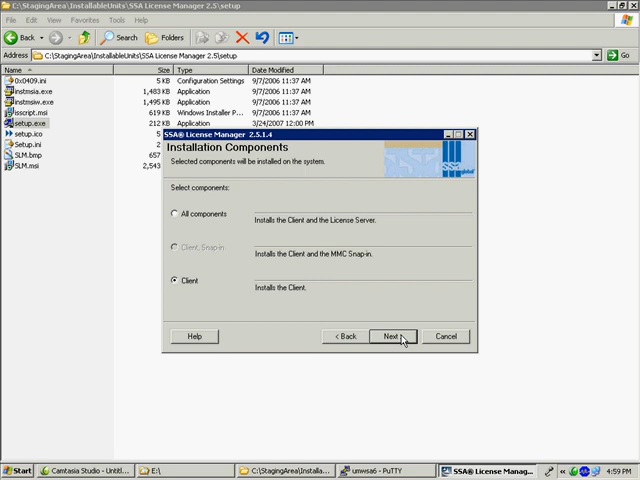 C:\StagingArea\InstallableUnits\SSA License Manager 2.5\setup
File Edit View Favorites Tools Help
Back Search Folders
Address C:\StagingArea\InstallableUnits\SSA License Manager 2.5\setup Go
Name Size Type Date Modified
0x0409.ini 5 KB Configuration Settings 9/7/2006 11:37 AM
instmsia.exe 1,483 KB Application 9/7/2006 11:37 AM
instmsiw.exe 1,495 KB Application 9/7/2006 11:37 AM
isscript.msi 619 KB Windows Installer P... 9/7/2006 11:37 AM
setup.exe 212 KB Application 3/24/2007 12:00 PM
setup.ico 5
Setup.ini 2
SLM.bmp 657
SLM.msi 2,543
SSA® License Manager 2.5.1.4
Installation Components
Selected components will be installed on the system.
SSA global
Select components:
All components
Installs the Client and the License Server.
Client, Snap-in
Installs the Client and the MMC Snap-in.
Client
Installs the Client.
Help < Back Next > Cancel
Start Camtasia Studio - Untitl... E:\ C:\StagingArea\Installa... umwsa6 - PuTTY SSA® License Manag... 4:59 PM